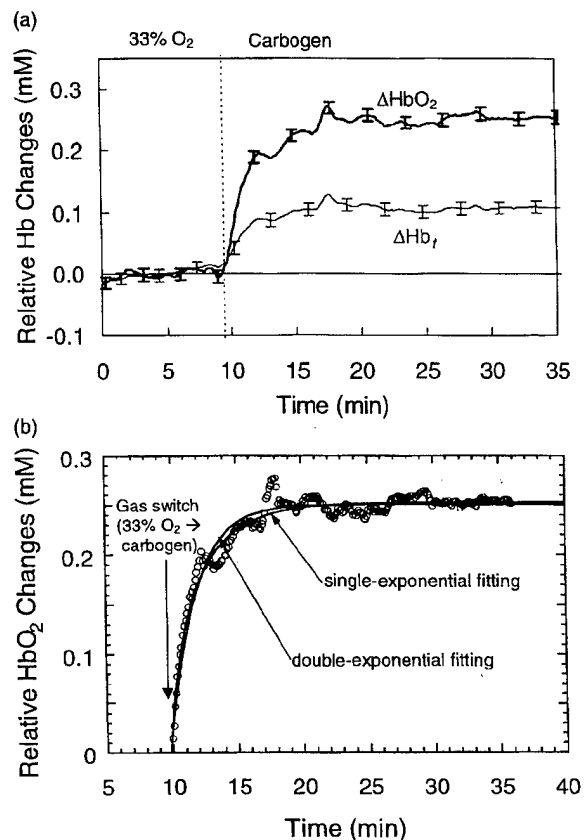 (a)
33% O₂ Carbogen
Relative Hb Changes (mM)
0.3
0.2
0.1
0.0
-0.1
ΔHbO₂
ΔHbₜ
0 5 10 15 20 25 30 35
Time (min)
(b)
Relative HbO₂ Changes (mM)
0.3
0.2
0.1
0
Gas switch
(33% O₂ →
carbogen)
single-exponential fitting
double-exponential fitting
5 10 15 20 25 30 35 40
Time (min)